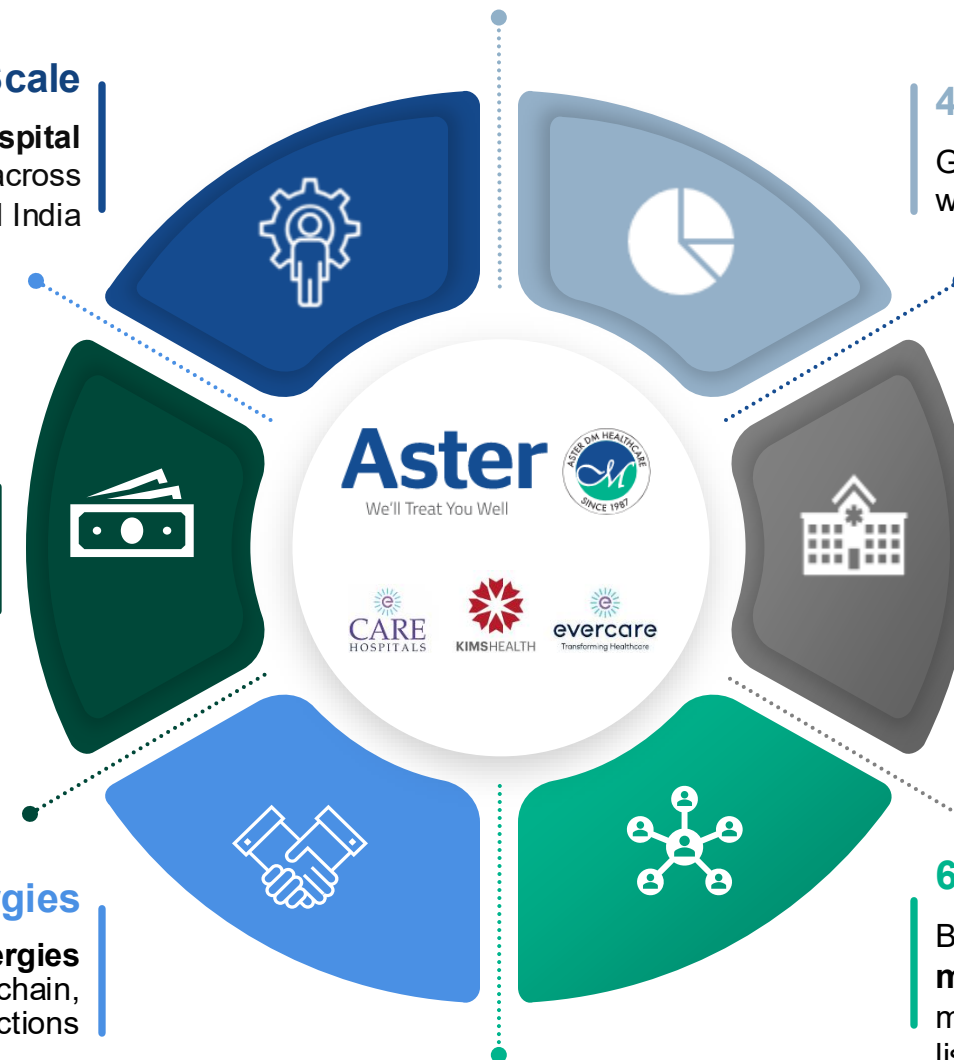 Scale
spital
across
India
4
G
w
Aster
We'll Treat You Well
ASTER DM HEALTHCARE
SINCE 1987
CARE
HOSPITALS
KIMSHEALTH
evercare
Transforming Healthcare
rgies
ergies
chain,
ctions
6
B
m
m
lis